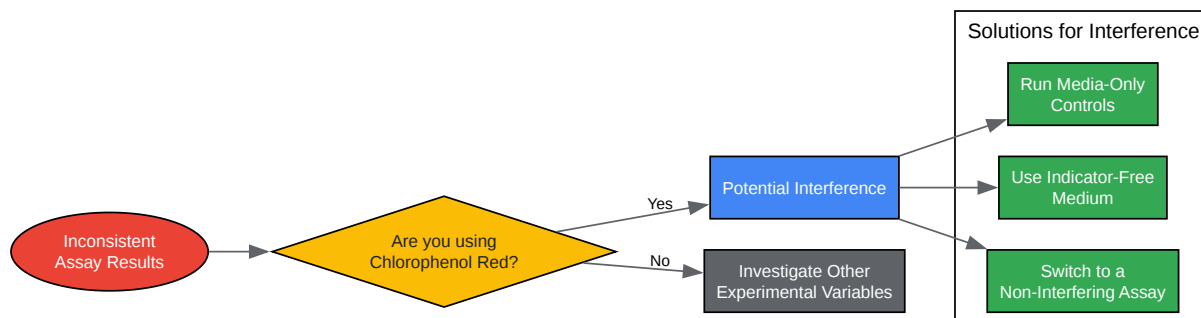 Inconsistent
Assay Results
Are you using
Chlorophenol Red?
Yes
No
Potential Interference
Investigate Other
Experimental Variables
Solutions for Interference
Run Media-Only
Controls
Use Indicator-Free
Medium
Switch to a
Non-Interfering Assay